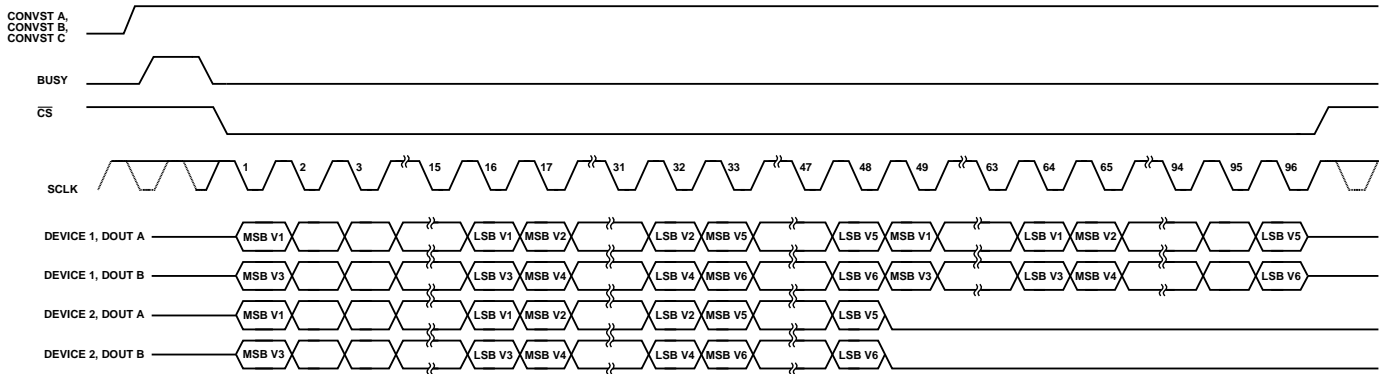 CONVST A,
CONVST B,
CONVST C
BUSY
CS
SCLK 1 2 3 15 16 17 31 32 33 47 48 49 63 64 65 94 95 96
DEVICE 1, DOUT A MSB V1 LSB V1 MSB V2 LSB V2 MSB V5 LSB V5 MSB V1 LSB V1 MSB V2 LSB V5
DEVICE 1, DOUT B MSB V3 LSB V3 MSB V4 LSB V4 MSB V6 LSB V6 MSB V3 LSB V3 MSB V4 LSB V6
DEVICE 2, DOUT A MSB V1 LSB V1 MSB V2 LSB V2 MSB V5 LSB V5
DEVICE 2, DOUT B MSB V3 LSB V3 MSB V4 LSB V4 MSB V6 LSB V6